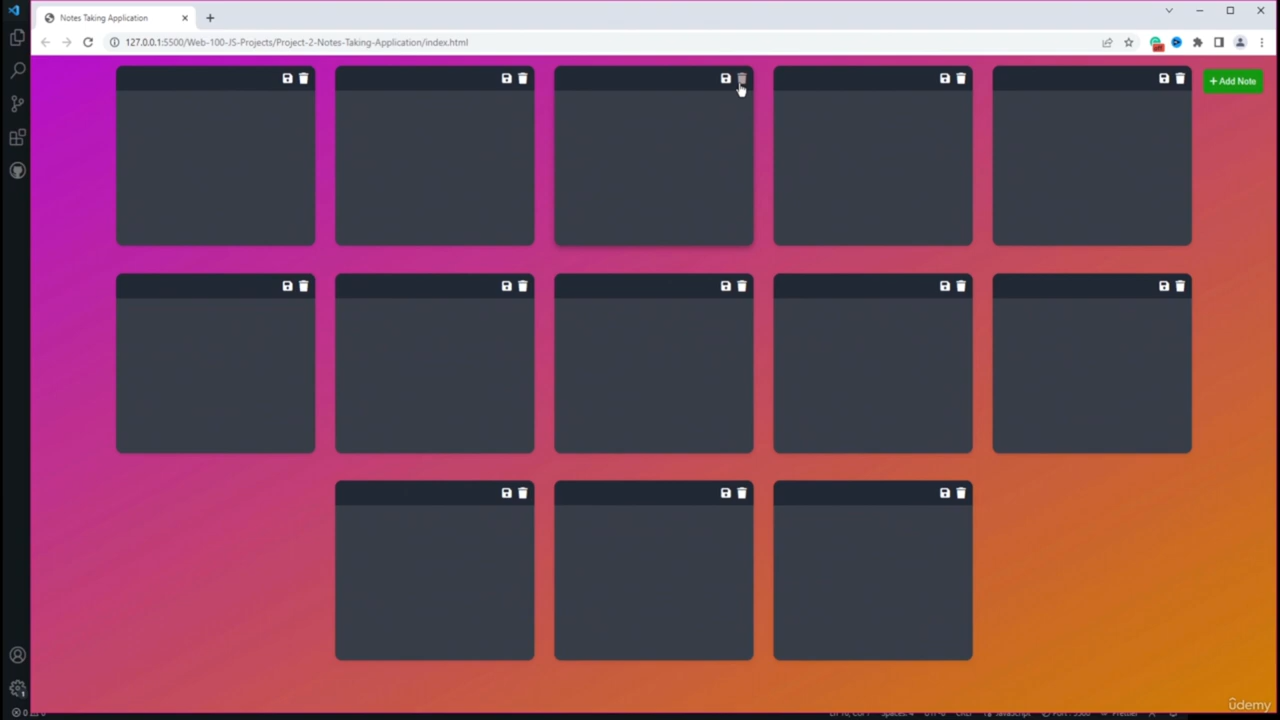 Notes Taking Application
127.0.0.1:5500/Web-100-JS-Projects/Project-2-Notes-Taking-Application/index.html
+ Add Note
ûdemy